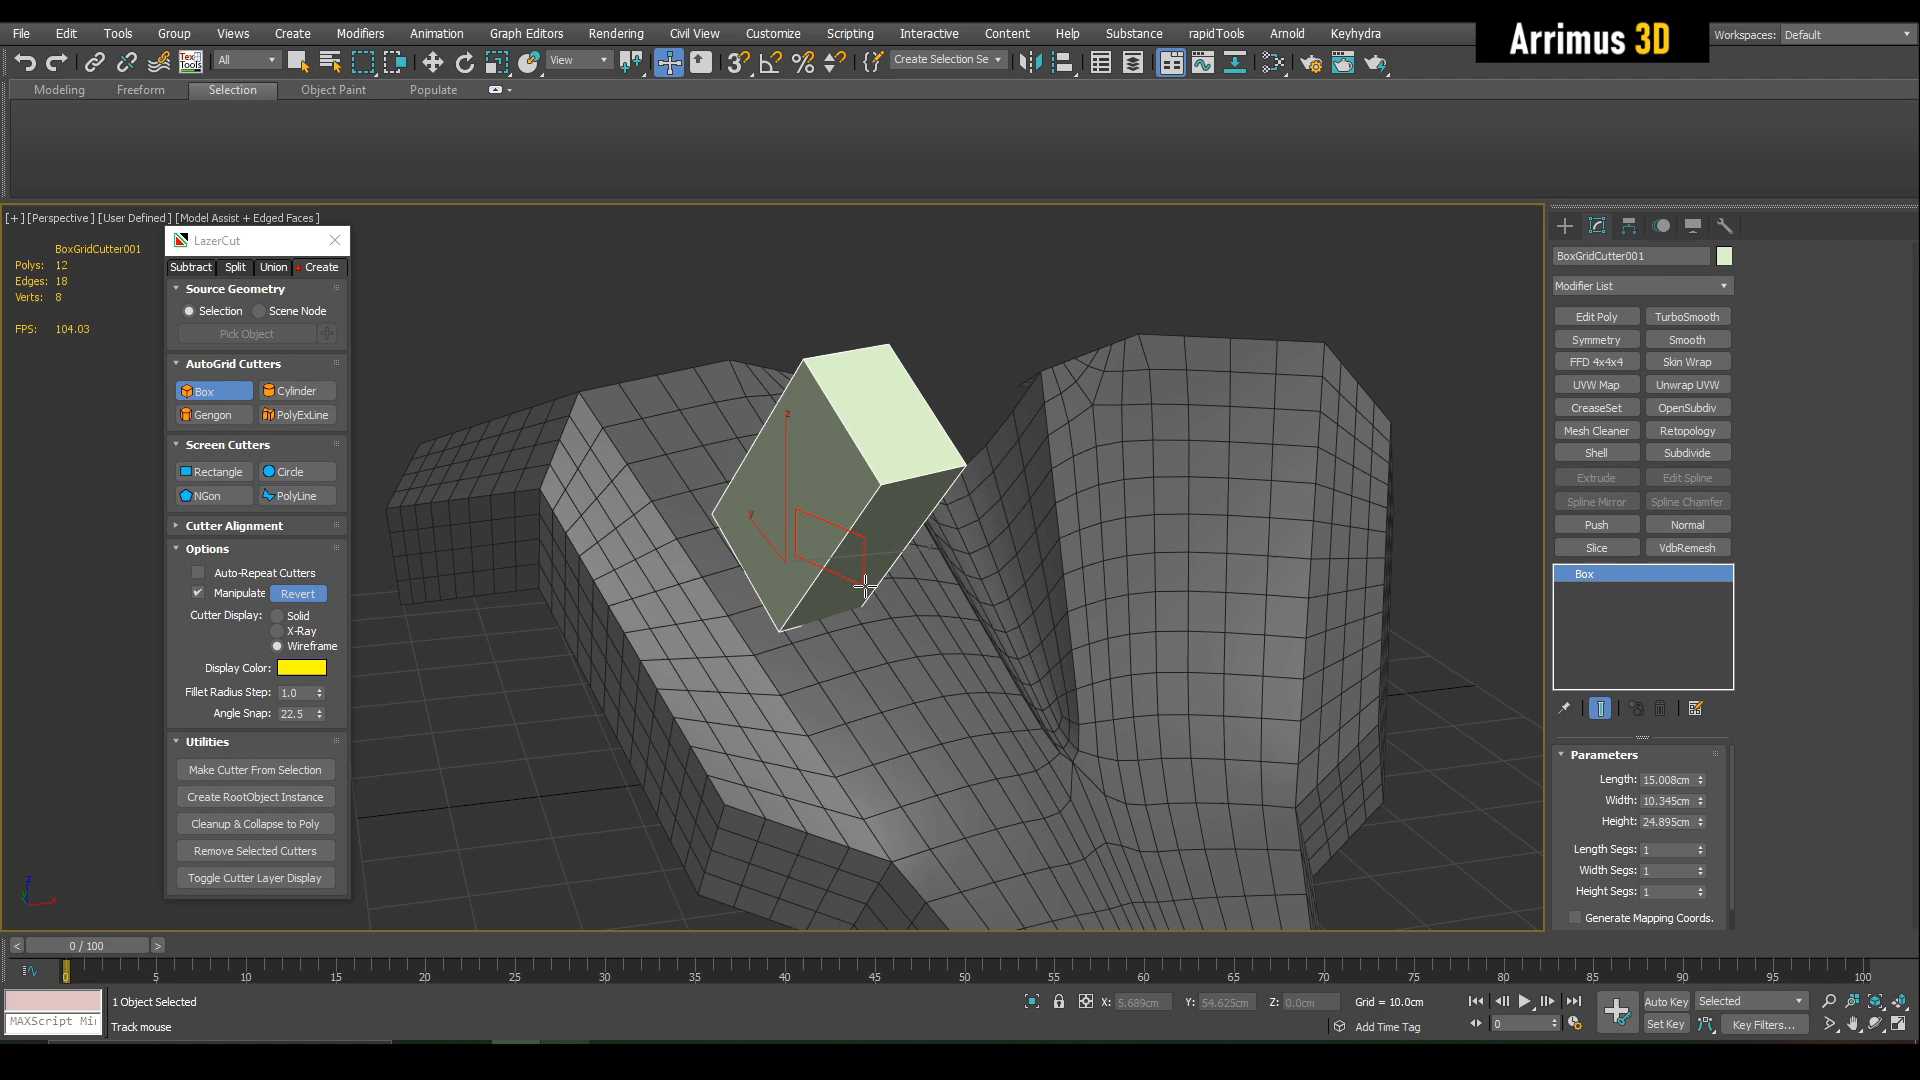 File Edit Tools Group Views Create Modifiers Animation Graph Editors Rendering Civil View Customize Scripting Interactive Content Help Substance rapidTools Arnold Keyhydra
Arrimus 3D
Workspaces: Default
All
View
Create Selection Se
Modeling Freeform Selection Object Paint Populate
[+] [Perspective ] [User Defined ] [Model Assist + Edged Faces ]
BoxGridCutter001
Polys: 12
Edges: 18
Verts: 8
FPS: 104.03
LazerCut
Subtract Split Union Create
Source Geometry
Selection Scene Node
Pick Object
AutoGrid Cutters
Box Cylinder
Gengon PolyExLine
Screen Cutters
Rectangle Circle
NGon PolyLine
Cutter Alignment
Options
Auto-Repeat Cutters
Manipulate Revert
Cutter Display: Solid
X-Ray
Wireframe
Display Color:
Fillet Radius Step: 1.0
Angle Snap: 22.5
Utilities
Make Cutter From Selection
Create RootObject Instance
Cleanup & Collapse to Poly
Remove Selected Cutters
Toggle Cutter Layer Display
z
y
BoxGridCutter001
Modifier List
Edit Poly TurboSmooth
Symmetry Smooth
FFD 4x4x4 Skin Wrap
UVW Map Unwrap UVW
CreaseSet OpenSubdiv
Mesh Cleaner Retopology
Shell Subdivide
Extrude Edit Spline
Spline Mirror Spline Chamfer
Push Normal
Slice VdbRemesh
Box
Parameters
Length: 15.008cm
Width: 10.345cm
Height: 24.895cm
Length Segs: 1
Width Segs: 1
Height Segs: 1
Generate Mapping Coords.
< 0 / 100 >
0 5 10 15 20 25 30 35 40 45 50 55 60 65 70 75 80 85 90 95 100
1 Object Selected
MAXScript Mi
Track mouse
X: 5.689cm Y: 54.625cm Z: 0.0cm Grid = 10.0cm
Add Time Tag
0
Auto Key Selected
Set Key Key Filters...